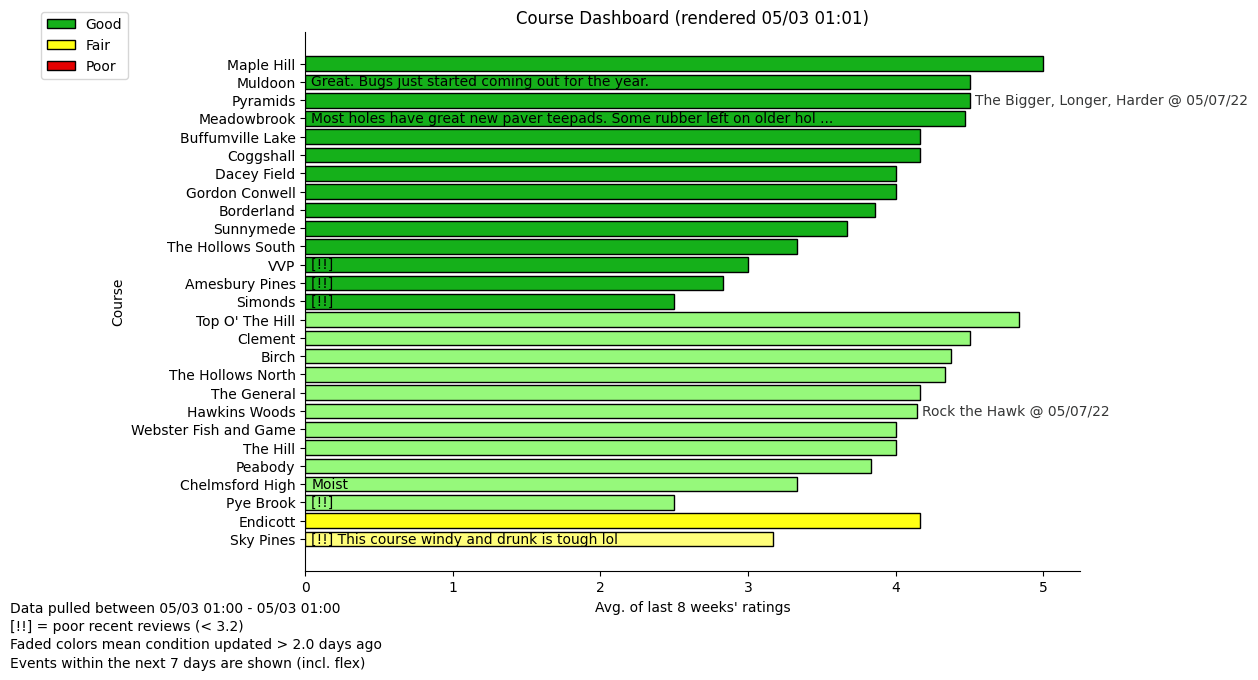 Course Dashboard (rendered 05/03 01:01)
Good
Fair
Poor
Course
Maple Hill
Muldoon Great. Bugs just started coming out for the year.
Pyramids The Bigger, Longer, Harder @ 05/07/22
Meadowbrook Most holes have great new paver teepads. Some rubber left on older hol ...
Buffumville Lake
Coggshall
Dacey Field
Gordon Conwell
Borderland
Sunnymede
The Hollows South
VVP [!!]
Amesbury Pines [!!]
Simonds [!!]
Top O' The Hill
Clement
Birch
The Hollows North
The General
Hawkins Woods Rock the Hawk @ 05/07/22
Webster Fish and Game
The Hill
Peabody
Chelmsford High Moist
Pye Brook [!!]
Endicott
Sky Pines [!!] This course windy and drunk is tough lol
0 1 2 3 4 5
Avg. of last 8 weeks' ratings
Data pulled between 05/03 01:00 - 05/03 01:00
[!!] = poor recent reviews (< 3.2)
Faded colors mean condition updated > 2.0 days ago
Events within the next 7 days are shown (incl. flex)